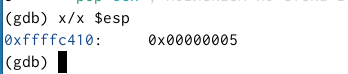 (gdb) x/x $esp
0xffffc410:     0x00000005
(gdb)